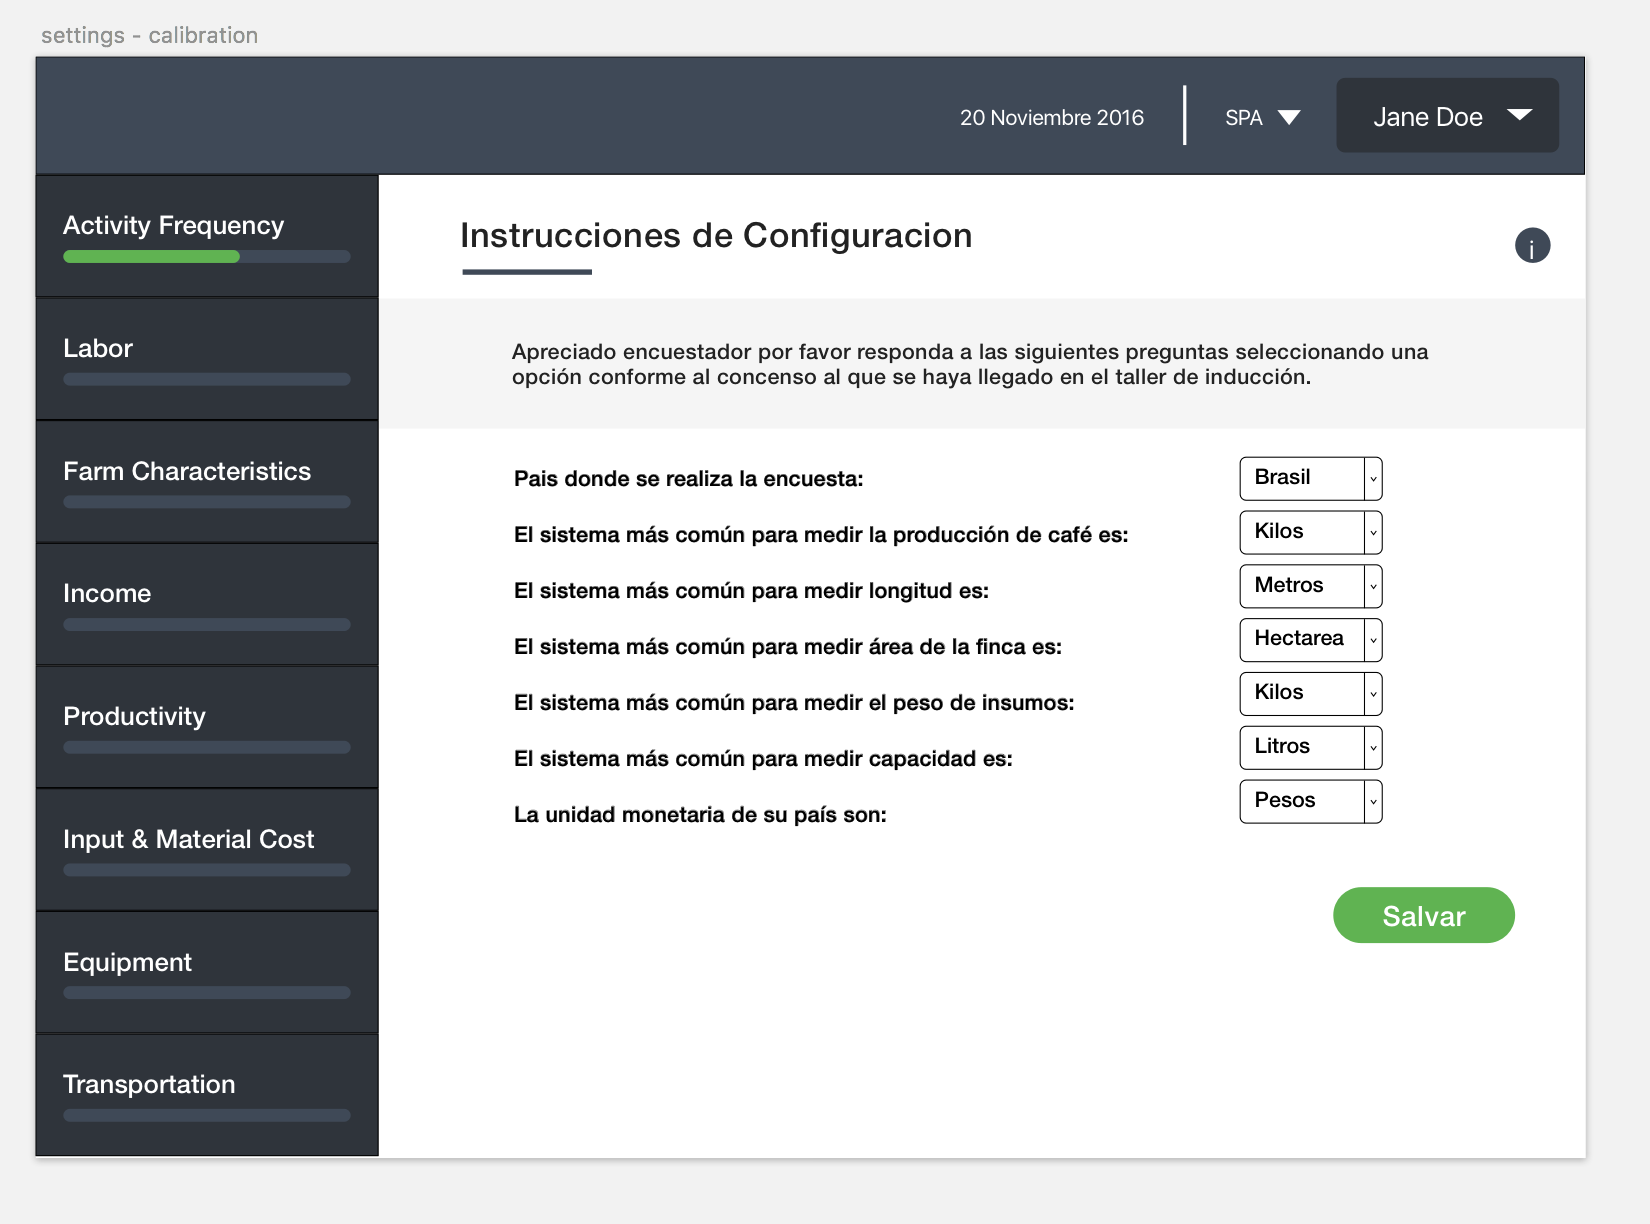 settings - calibration
20 Noviembre 2016
SPA
Jane Doe
Activity Frequency
Labor
Farm Characteristics
Income
Productivity
Input & Material Cost
Equipment
Transportation
Instrucciones de Configuracion
i
Apreciado encuestador por favor responda a las siguientes preguntas seleccionando una
opción conforme al concenso al que se haya llegado en el taller de inducción.
Pais donde se realiza la encuesta:
Brasil
El sistema más común para medir la producción de café es:
Kilos
El sistema más común para medir longitud es:
Metros
El sistema más común para medir área de la finca es:
Hectarea
El sistema más común para medir el peso de insumos:
Kilos
El sistema más común para medir capacidad es:
Litros
La unidad monetaria de su país son:
Pesos
Salvar